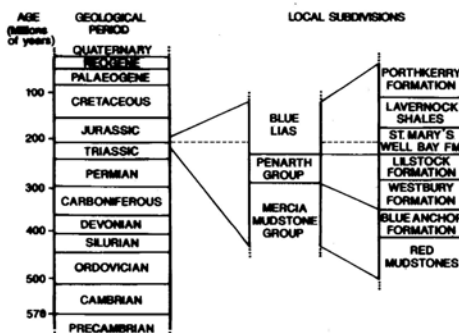 AGE
(Millions
of years)
GEOLOGICAL
PERIOD
LOCAL SUBDIVISIONS
100
200
300
400
500
570
QUATERNARY
NEOGENE
PALAEOGENE
CRETACEOUS
JURASSIC
TRIASSIC
PERMIAN
CARBONIFEROUS
DEVONIAN
SILURIAN
ORDOVICIAN
CAMBRIAN
PRECAMBRIAN
BLUE
LIAS
PENARTH
GROUP
MERCIA
MUDSTONE
GROUP
PORTHKERRY
FORMATION
LAVERNOCK
SHALES
ST. MARY'S
WELL BAY FM.
LILSTOCK
FORMATION
WESTBURY
FORMATION
BLUE ANCHOR
FORMATION
RED
MUDSTONES